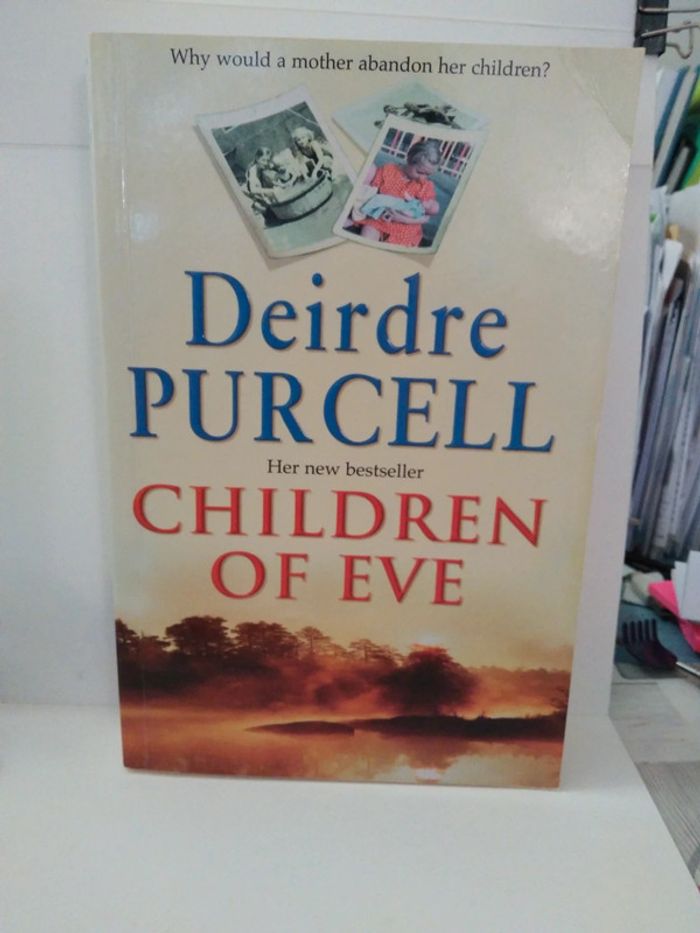 Why would a mother abandon her children?
Deirdre
PURCELL
Her new bestseller
CHILDREN
OF EVE